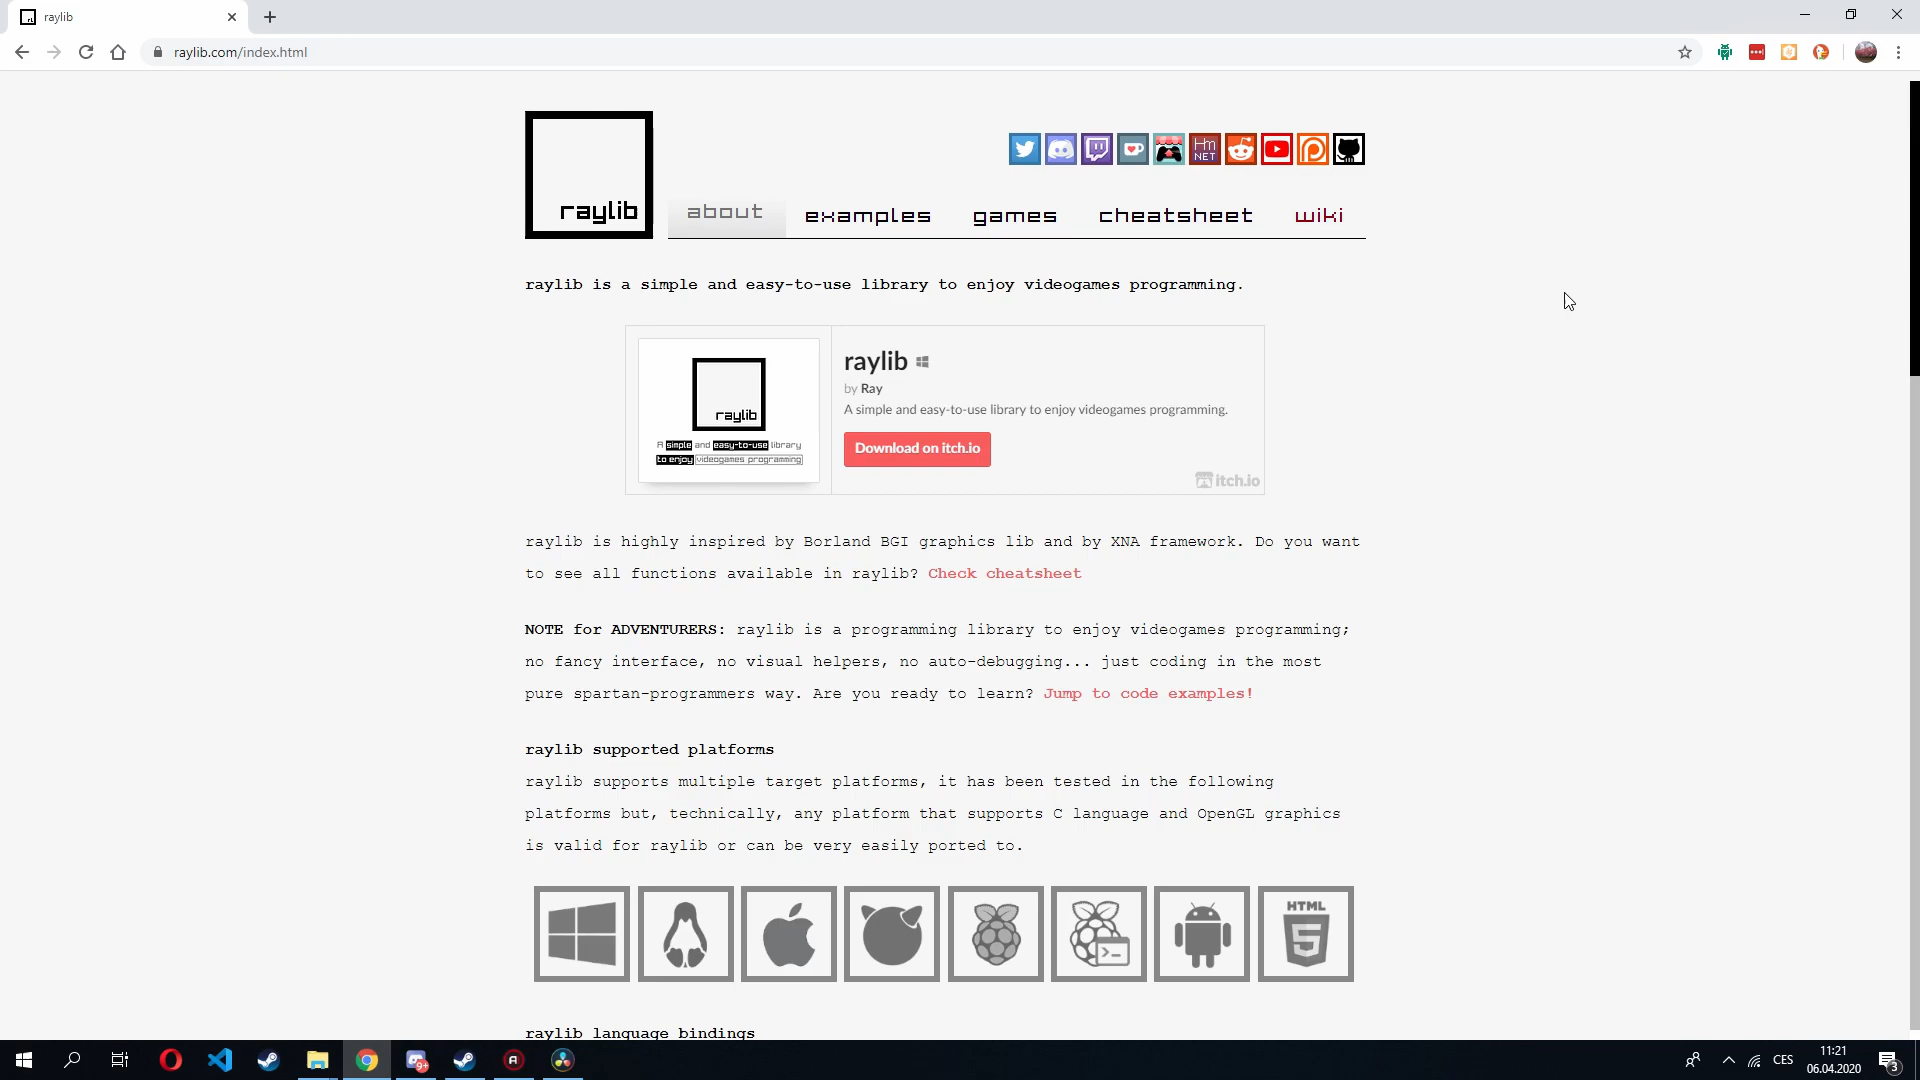 raylib
raylib.com/index.html
raylib
Hm
NET
about
examples
games
cheatsheet
wiki
raylib is a simple and easy-to-use library to enjoy videogames programming.
raylib
A simple and easy-to-use library
to enjoy videogames programming
raylib
by Ray
A simple and easy-to-use library to enjoy videogames programming.
Download on itch.io
itch.io
raylib is highly inspired by Borland BGI graphics lib and by XNA framework. Do you want
to see all functions available in raylib? Check cheatsheet
NOTE for ADVENTURERS: raylib is a programming library to enjoy videogames programming;
no fancy interface, no visual helpers, no auto-debugging... just coding in the most
pure spartan-programmers way. Are you ready to learn? Jump to code examples!
raylib supported platforms
raylib supports multiple target platforms, it has been tested in the following
platforms but, technically, any platform that supports C language and OpenGL graphics
is valid for raylib or can be very easily ported to.
HTML
5
raylib language bindings
9+
CES
11:21
06.04.2020
3